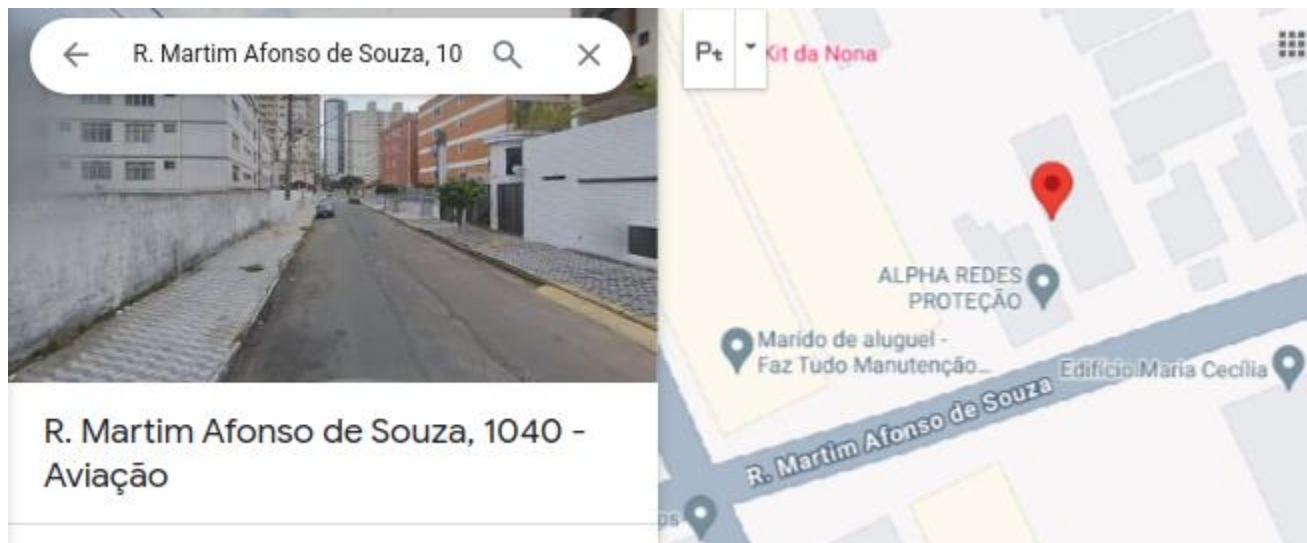 R. Martim Afonso de Souza, 10
R. Martim Afonso de Souza, 1040 -
Aviação
Kit da Nona
ALPHA REDES
PROTEÇÃO
Marido de aluguel -
Faz Tudo Manutenção...
Edifício Maria Cecília
R. Martim Afonso de Souza